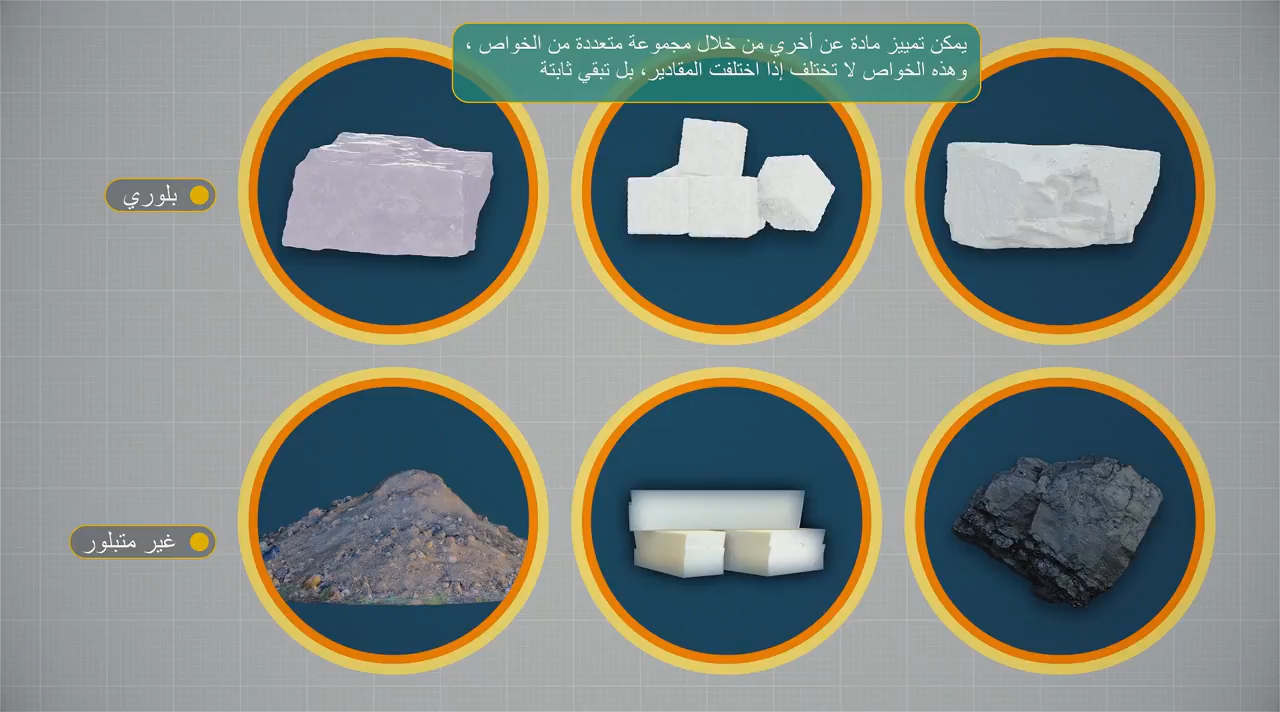 يمكن تمييز مادة عن أخري من خلال مجموعة متعددة من الخواص ،
وهذه الخواص لا تختلف إذا اختلفت المقادير، بل تبقي ثابتة
بلوري
غير متبلور